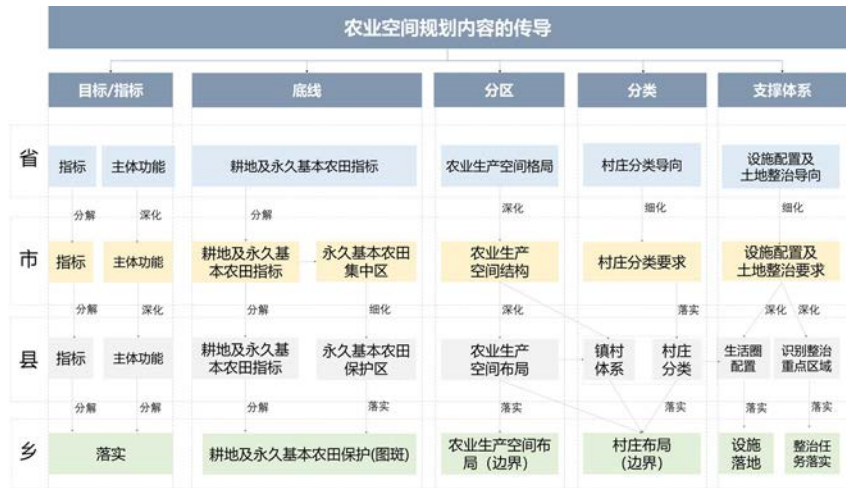 农业空间规划内容的传导
目标/指标
底线
分区
分类
支撑体系
省
指标
主体功能
耕地及永久基本农田指标
农业生产空间格局
村庄分类导向
设施配置及
土地整治导向
分解
深化
分解
深化
细化
细化
市
指标
主体功能
耕地及永久基
本农田指标
永久基本农田
集中区
农业生产
空间结构
村庄分类要求
设施配置及
土地整治要求
分解
深化
分解
细化
深化
落实
深化
深化
县
指标
主体功能
耕地及永久基
本农田指标
永久基本农田
保护区
农业生产
空间布局
镇村
体系
村庄
分类
生活圈
配置
识别整治
重点区域
分解
分解
分解
落实
落实
落实
落实
落实
乡
落实
耕地及永久基本农田保护(图斑)
农业生产空间布
局（边界）
村庄布局
（边界）
设施
落地
整治任
务落实